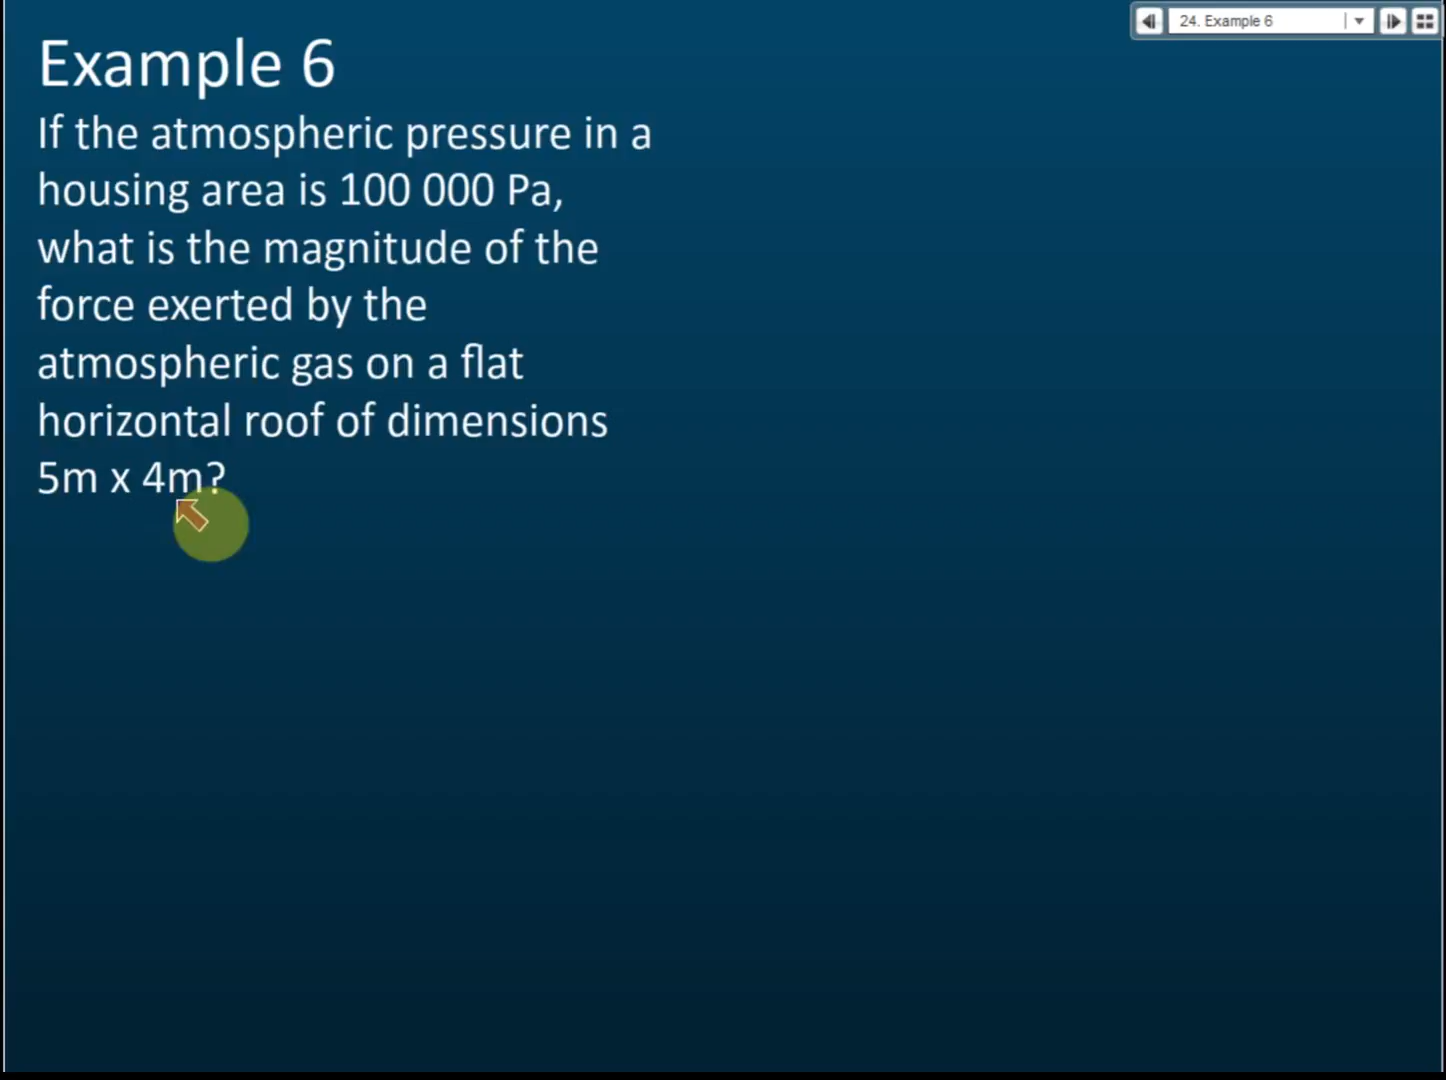 24. Example 6
Example 6
If the atmospheric pressure in a
housing area is 100 000 Pa,
what is the magnitude of the
force exerted by the
atmospheric gas on a flat
horizontal roof of dimensions
5m x 4m?